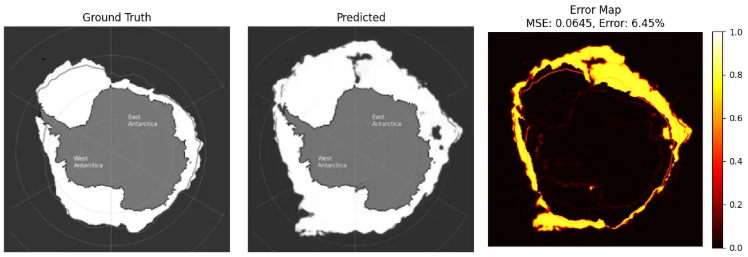 Ground Truth
East
Antarctica
West
Antarctica
Predicted
East
Antarctica
West
Antarctica
Error Map
MSE: 0.0645, Error: 6.45%
1.0
0.8
0.6
0.4
0.2
0.0